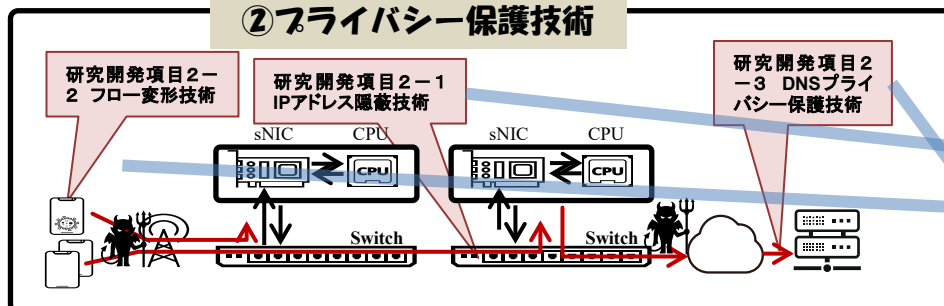 ②プライバシー保護技術
研究開発項目２－
２ フロー変形技術
研究開発項目２－１
IPアドレス隠蔽技術
研究開発項目２
－３ DNSプライ
バシー保護技術
sNIC
CPU
sNIC
CPU
CPU
CPU
Switch
Switch